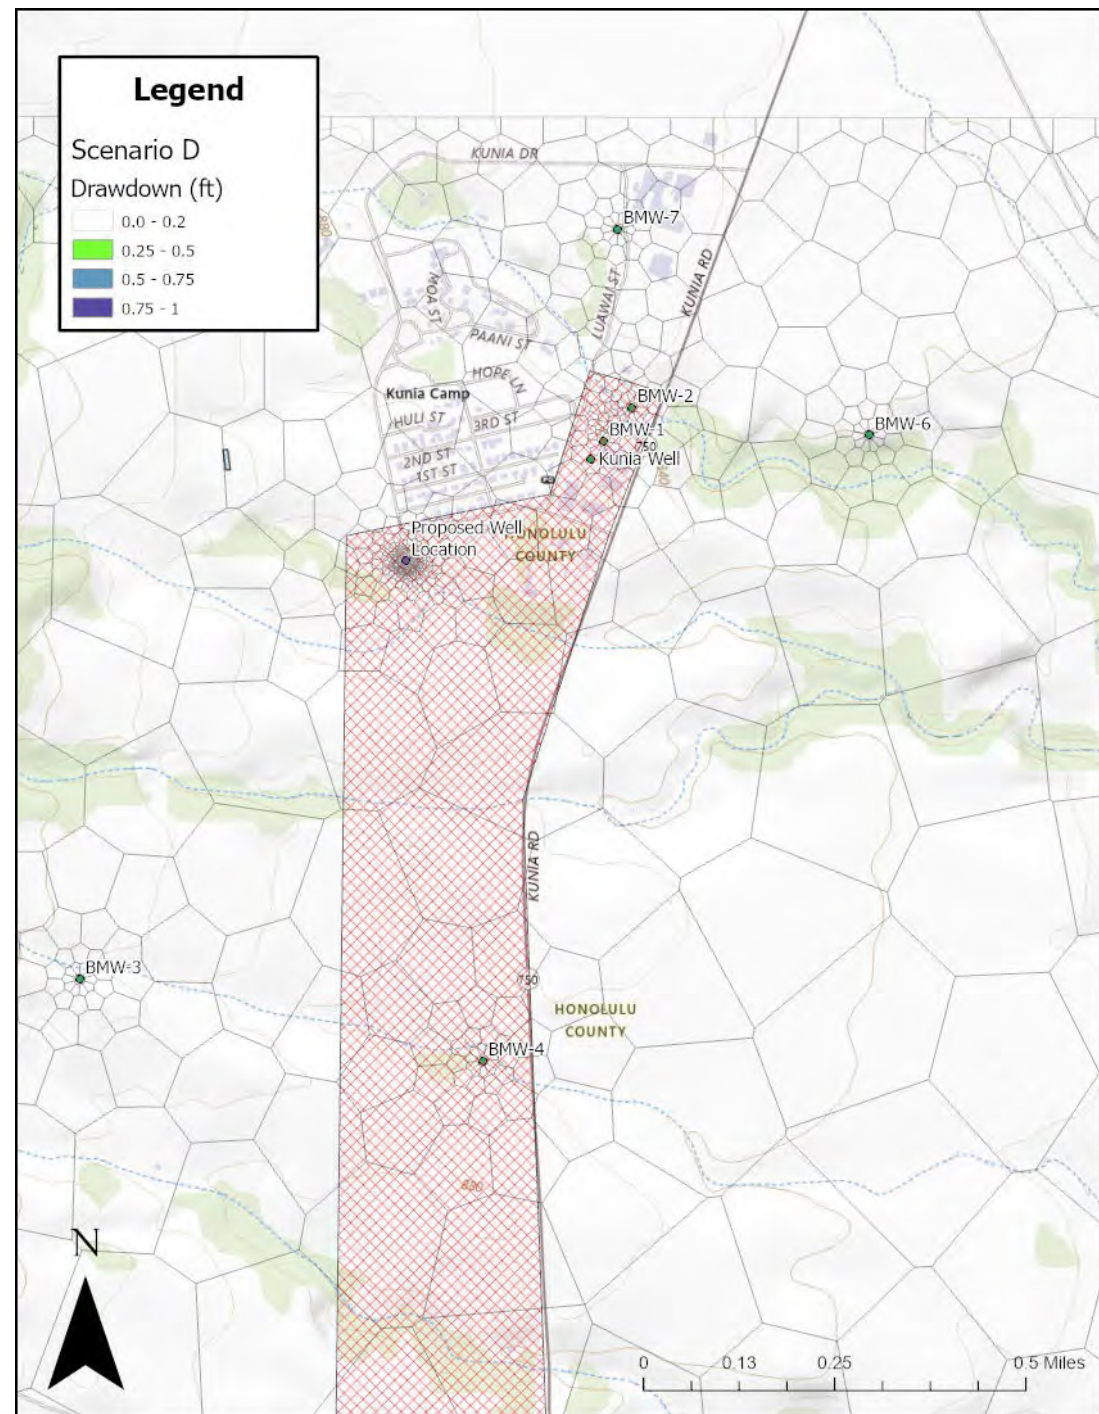 Legend
Scenario D
Drawdown (ft)
0.0 - 0.2
0.25 - 0.5
0.5 - 0.75
0.75 - 1
KUNIA DR
BMW-7
KUNIA RD
LUAWAI ST
MOA ST
PAANI ST
HOPE LN
Kunia Camp
HULI ST
3RD ST
2ND ST
1ST ST
BMW-2
BMW-1
750
Kunia Well
BMW-6
Proposed Well
Location
HONOLULU
COUNTY
KUNIA RD
BMW-3
750
HONOLULU
COUNTY
BMW-4
N
0 0.13 0.25 0.5 Miles